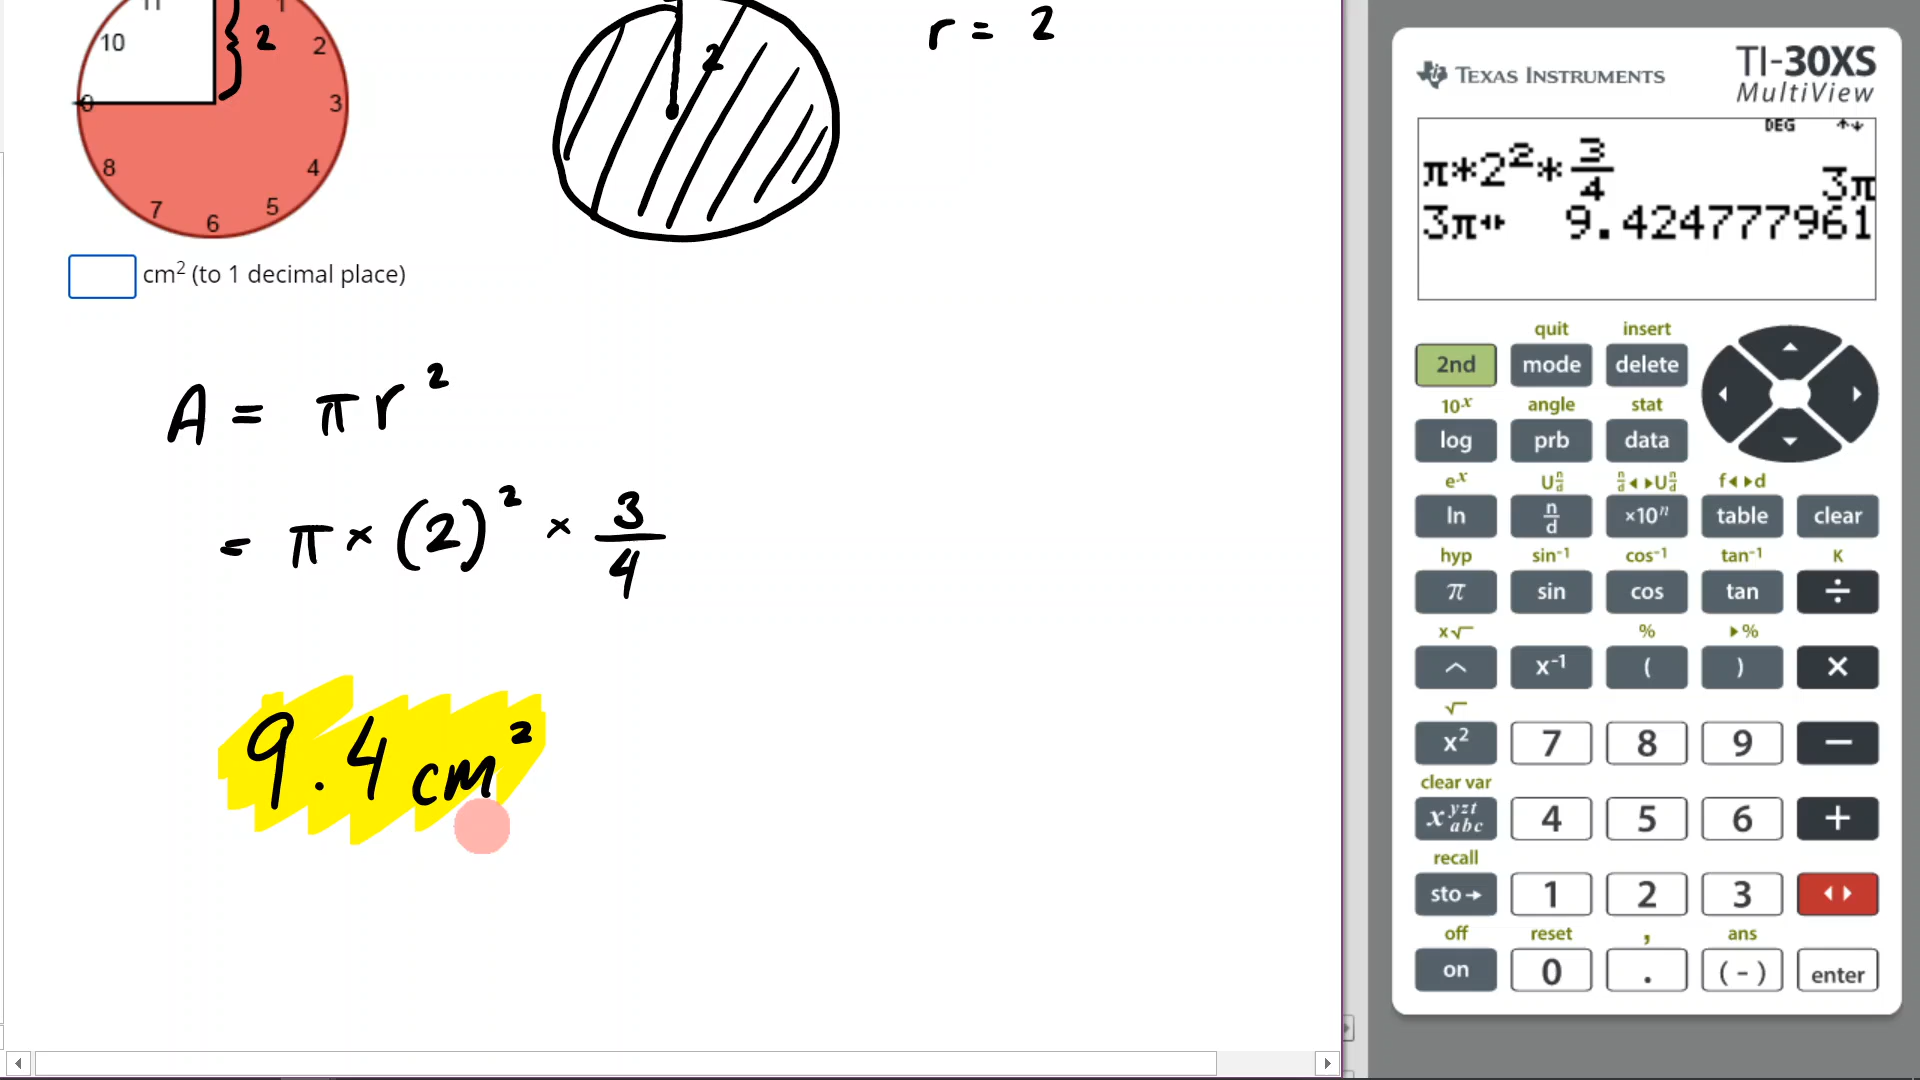 11 1
10 2 2
9 3
8 4
7 6 5
2
r = 2
cm² (to 1 decimal place)
A = πr²
= π × (2)² × 3/4
9.4 cm²
TEXAS INSTRUMENTS
TI-30XS
MultiView
DEG
π*2²*3/4
3π
3π◂▸ 9.424777961
quit insert
2nd mode delete
10ˣ angle stat
log prb data
eˣ U n/d n/d ◂▸U n/d f◂▸d
ln n/d ×10ⁿ table clear
hyp sin⁻¹ cos⁻¹ tan⁻¹ K
π sin cos tan ÷
ˣ√ % ▸%
^ x⁻¹ ( ) ×
√
x² 7 8 9 −
clear var
x yzt abc 4 5 6 +
recall
sto→ 1 2 3 ◂ ▸
off reset , ans
on 0 . (-) enter